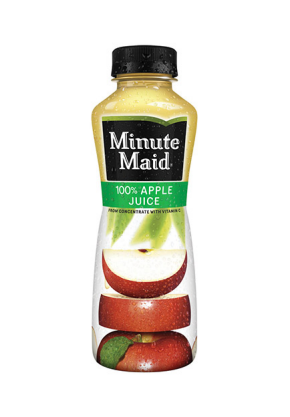 Minute
Maid
100% APPLE
JUICE
FROM CONCENTRATE WITH VITAMIN C